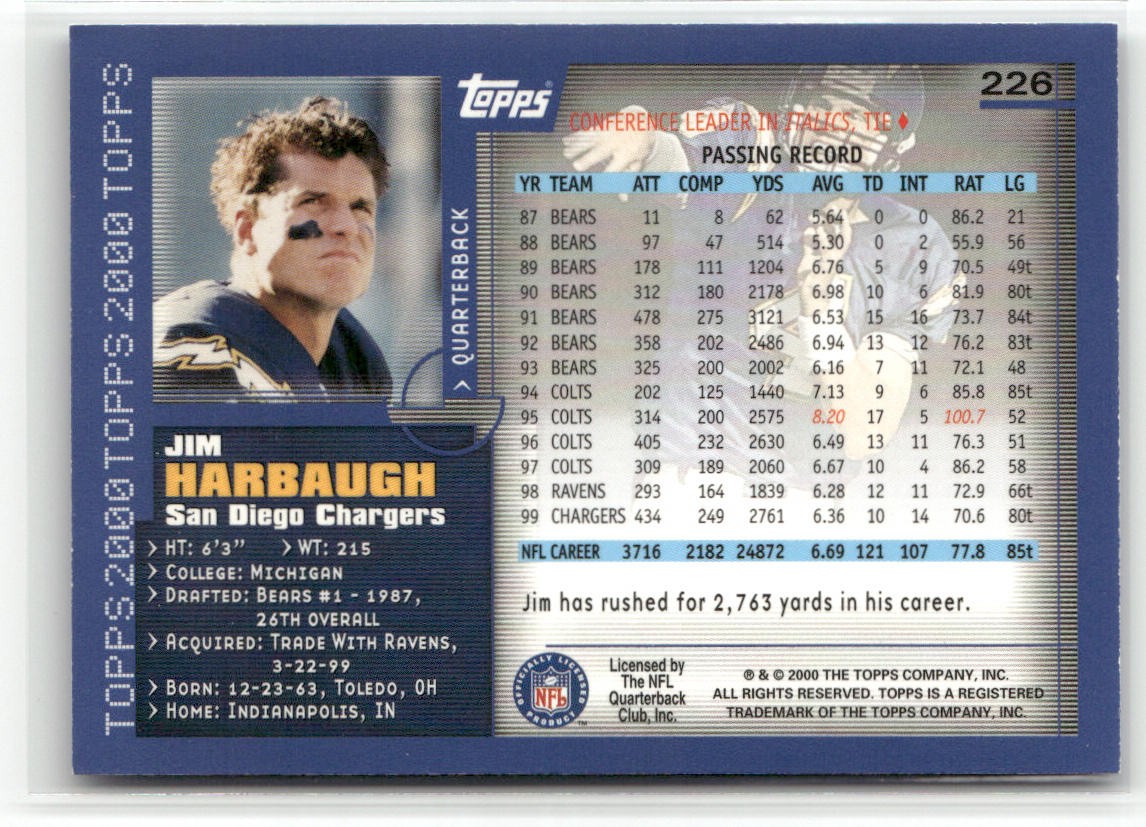 TOPPS 2000 TOPPS 2000 TOPPS 2000 TOPPS
Topps®
226
CONFERENCE LEADER IN ITALICS, TIE ♦
PASSING RECORD
YR TEAM ATT COMP YDS AVG TD INT RAT LG
87 BEARS 11 8 62 5.64 0 0 86.2 21
88 BEARS 97 47 514 5.30 0 2 55.9 56
89 BEARS 178 111 1204 6.76 5 9 70.5 49t
90 BEARS 312 180 2178 6.98 10 6 81.9 80t
91 BEARS 478 275 3121 6.53 15 16 73.7 84t
92 BEARS 358 202 2486 6.94 13 12 76.2 83t
93 BEARS 325 200 2002 6.16 7 11 72.1 48
94 COLTS 202 125 1440 7.13 9 6 85.8 85t
95 COLTS 314 200 2575 8.20 17 5 100.7 52
96 COLTS 405 232 2630 6.49 13 11 76.3 51
97 COLTS 309 189 2060 6.67 10 4 86.2 58
98 RAVENS 293 164 1839 6.28 12 11 72.9 66t
99 CHARGERS 434 249 2761 6.36 10 14 70.6 80t
NFL CAREER 3716 2182 24872 6.69 121 107 77.8 85t
Jim has rushed for 2,763 yards in his career.
> QUARTERBACK
JIM
HARBAUGH
San Diego Chargers
> HT: 6'3" > WT: 215
> COLLEGE: MICHIGAN
> DRAFTED: BEARS #1 - 1987,
26TH OVERALL
> ACQUIRED: TRADE WITH RAVENS,
3-22-99
> BORN: 12-23-63, TOLEDO, OH
> HOME: INDIANAPOLIS, IN
OFFICIALLY LICENSED
NFL
PRODUCT
™
Licensed by
The NFL
Quarterback
Club, Inc.
® & © 2000 THE TOPPS COMPANY, INC.
ALL RIGHTS RESERVED. TOPPS IS A REGISTERED
TRADEMARK OF THE TOPPS COMPANY, INC.